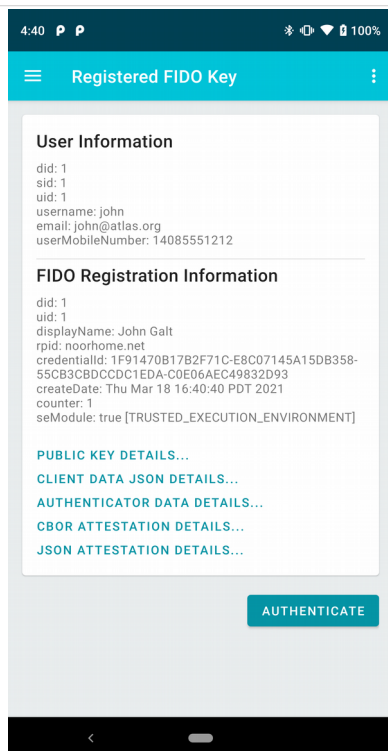 4:40 100%
Registered FIDO Key
User Information
did: 1
sid: 1
uid: 1
username: john
email: john@atlas.org
userMobileNumber: 14085551212
FIDO Registration Information
did: 1
uid: 1
displayName: John Galt
rpid: noorhome.net
credentialId: 1F91470B17B2F71C-E8C07145A15DB358-
55CB3CBDCCDC1EDA-C0E06AEC49832D93
createDate: Thu Mar 18 16:40:40 PDT 2021
counter: 1
seModule: true [TRUSTED_EXECUTION_ENVIRONMENT]
PUBLIC KEY DETAILS...
CLIENT DATA JSON DETAILS...
AUTHENTICATOR DATA DETAILS...
CBOR ATTESTATION DETAILS...
JSON ATTESTATION DETAILS...
AUTHENTICATE